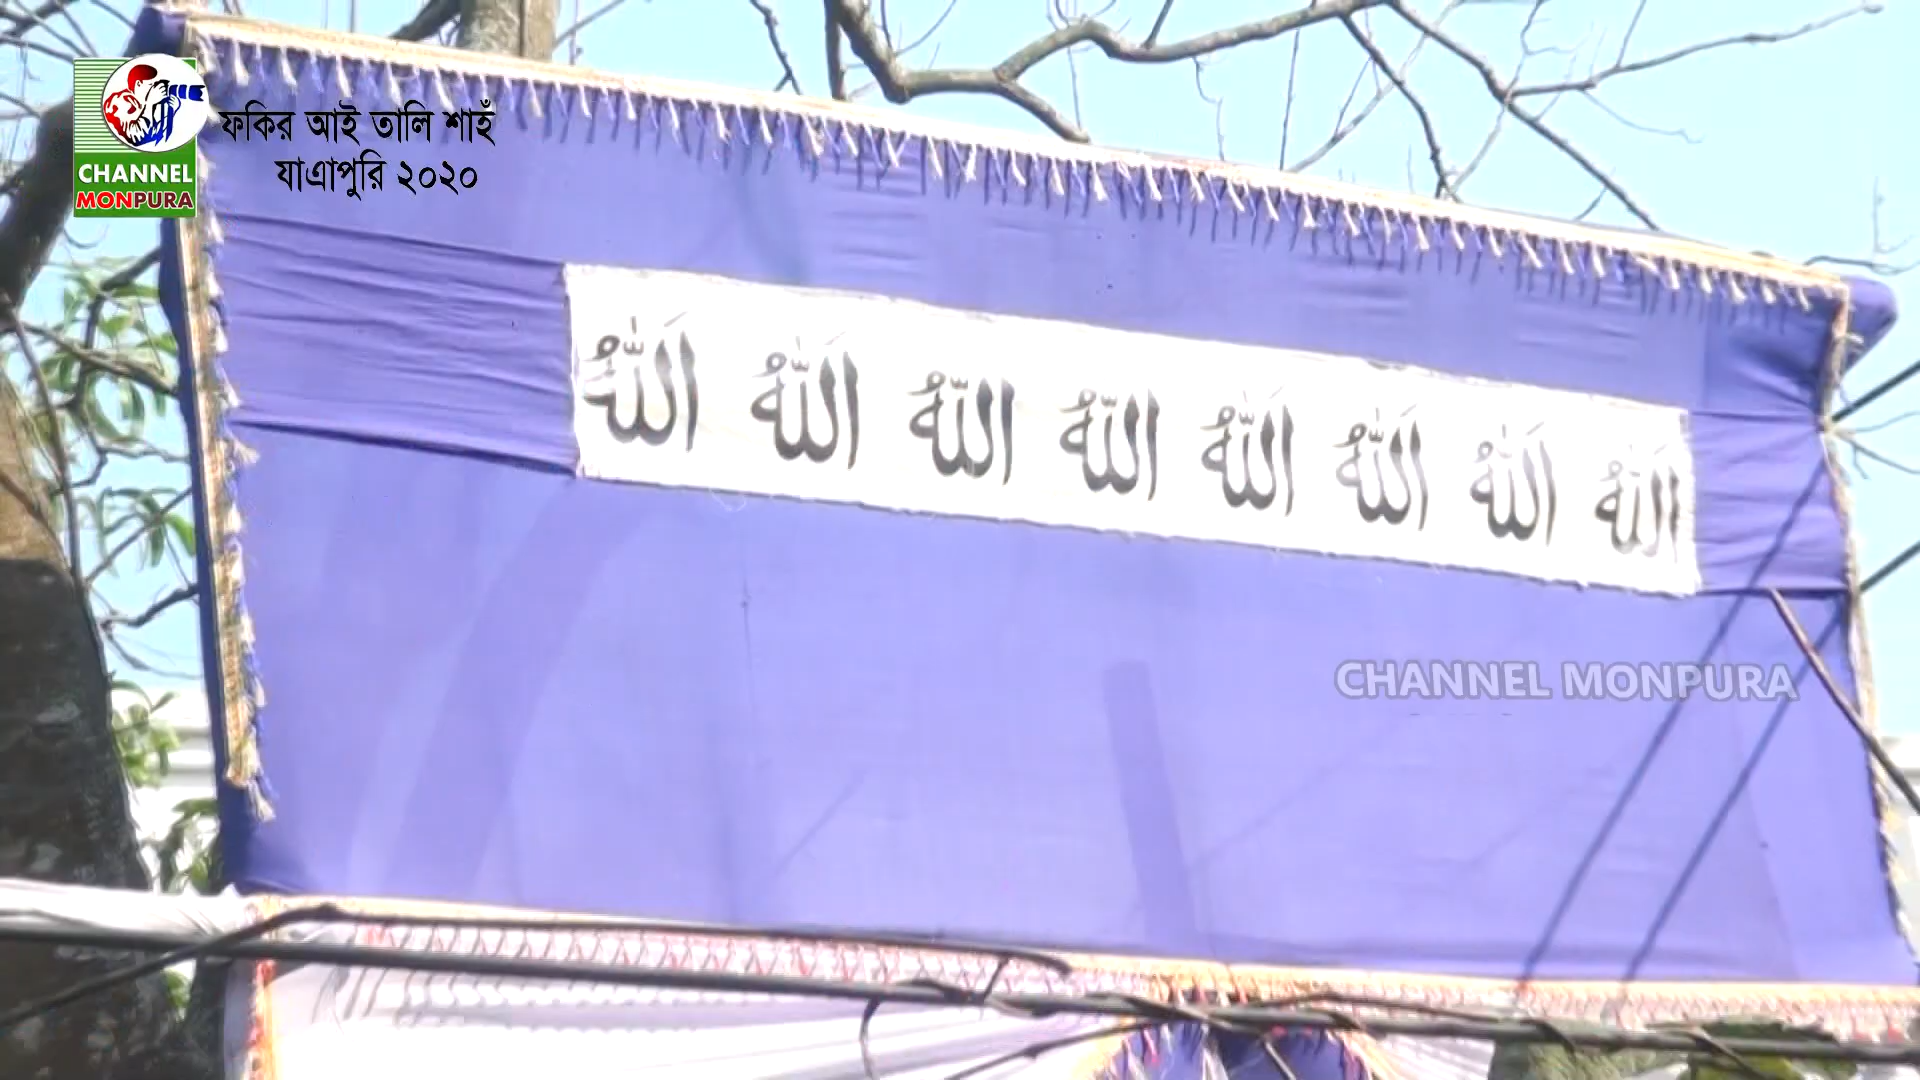 ফকির আই তালি শাহঁ
যাএাপুরি ২০২০
CHANNEL
MONPURA
الله الله الله الله الله الله الله الله
CHANNEL MONPURA